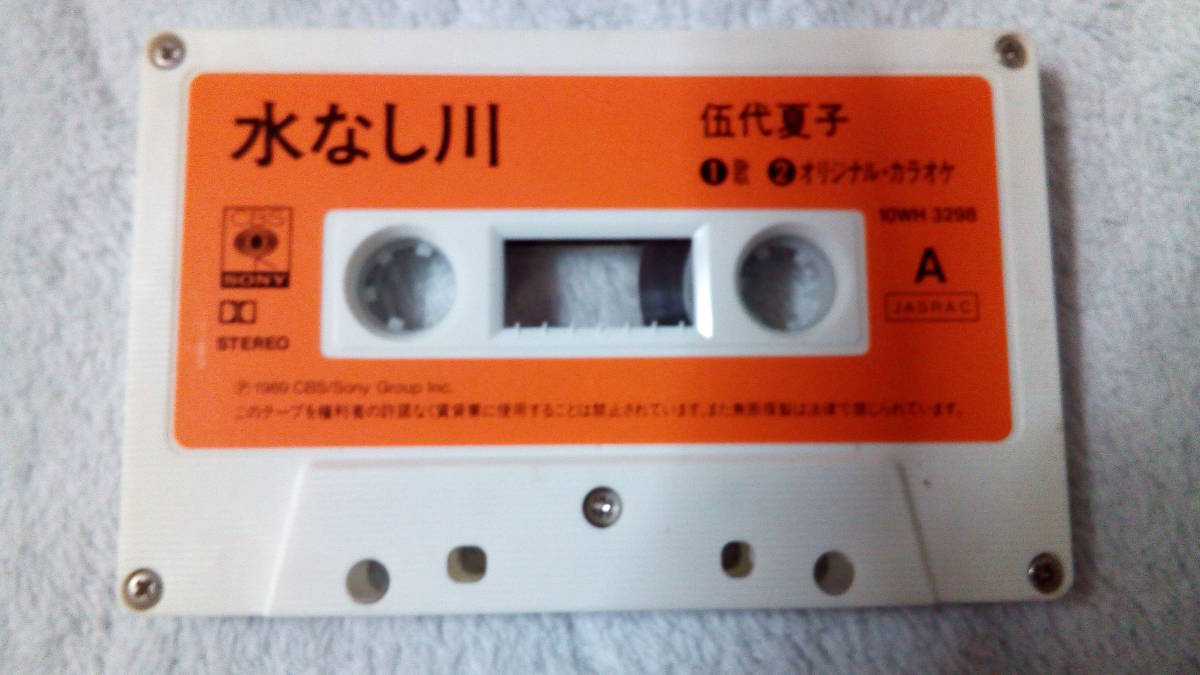 水なし川
伍代夏子
❶歌 ❷オリジナル・カラオケ
10WH 3298
CBS
SONY
A
JASRAC
STEREO
Ⓟ1989 CBS/Sony Group Inc.
このテープを権利者の許諾なく賃貸業に使用することは禁止されています。また無断複製は法律で禁じられています。